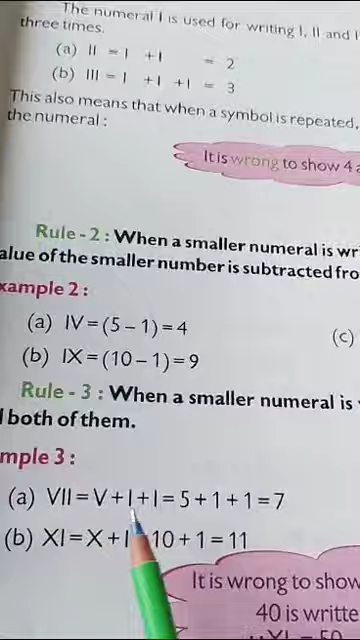 The numeral I is used for writing I, II and
three times.
(a) II = I +I = 2
(b) III = I +I +I = 3
This also means that when a symbol is repeated,
the numeral :
It is wrong to show 4
Rule - 2 : When a smaller numeral is
value of the smaller number is subtracted
Example 2 :
(a) IV = (5 – 1) = 4
(c)
(b) IX = (10 – 1) = 9
Rule - 3 : When a smaller numeral is
both of them.
mple 3 :
(a) VII = V + I + I = 5 + 1 + 1 = 7
(b) XI = X + I 10 + 1 = 11
It is wrong to show
40 is writte